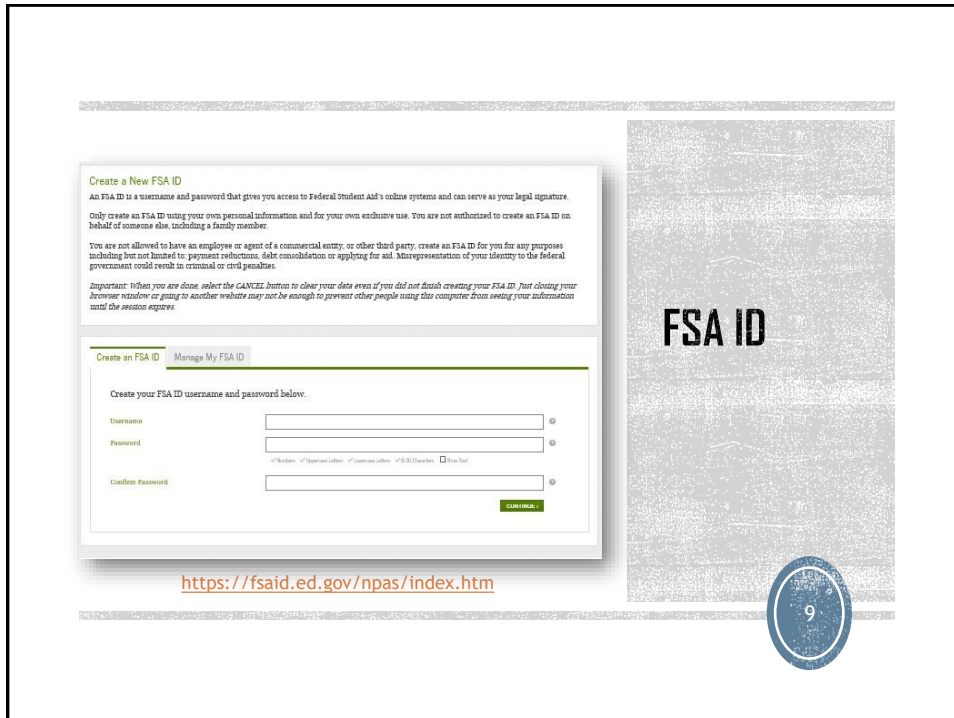 Create a New FSA ID
An FSA ID is a username and password that gives you access to Federal Student Aid's online systems and can serve as your legal signature.
Only create an FSA ID using your own personal information and for your own exclusive use. You are not authorized to create an FSA ID on
behalf of someone else, including a family member.
You are not allowed to have an employee or agent of a commercial entity, or other third party, create an FSA ID for you for any purposes
including but not limited to: payment reductions, debt consolidation or applying for aid. Misrepresentation of your identity to the federal
government could result in criminal or civil penalties.
Important: When you are done, select the CANCEL button to clear your data even if you did not finish creating your FSA ID. Just closing your
browser window or going to another website may not be enough to prevent other people using this computer from seeing your information
until the session expires.
Create an FSA ID Manage My FSA ID
Create your FSA ID username and password below.
Username
Password
Numbers Uppercase Letters Lowercase Letters 8-30 Characters Show Text
Confirm Password
CONTINUE ›
https://fsaid.ed.gov/npas/index.htm
FSA ID
9